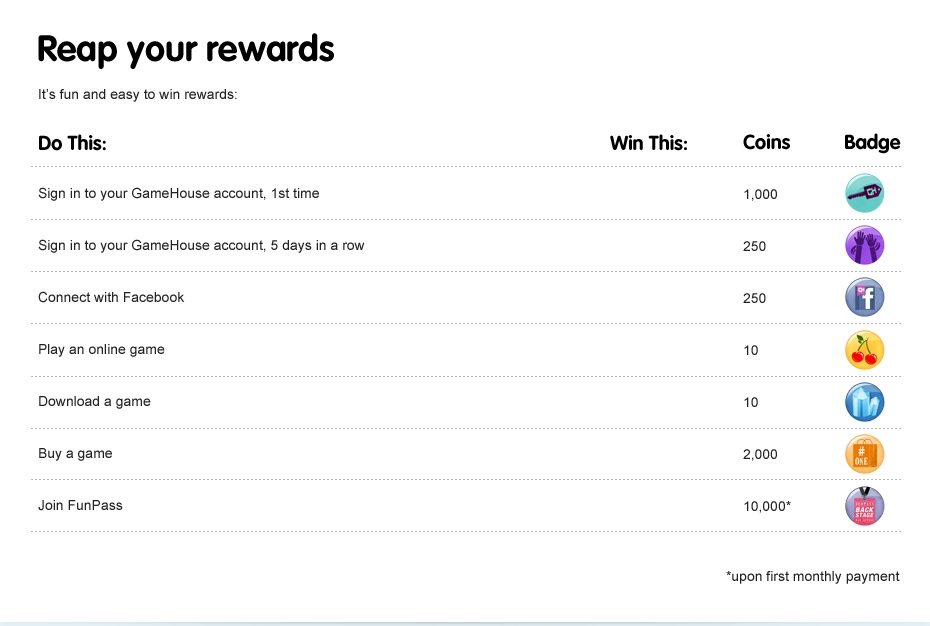 Reap your rewards
It's fun and easy to win rewards:
Do This: Win This: Coins Badge
Sign in to your GameHouse account, 1st time 1,000
Sign in to your GameHouse account, 5 days in a row 250
Connect with Facebook 250 f
Play an online game 10
Download a game 10
Buy a game 2,000 # ONE
Join FunPass 10,000* BACK STAGE
*upon first monthly payment